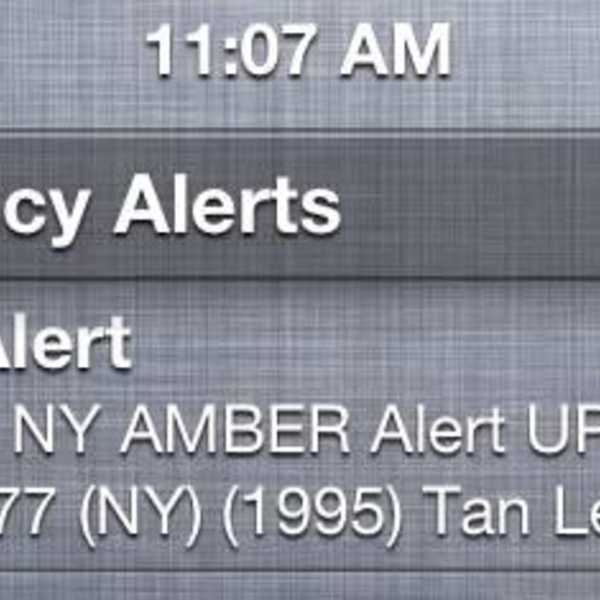 11:07 AM
cy Alerts
Alert
NY AMBER Alert UP
77 (NY) (1995) Tan Le